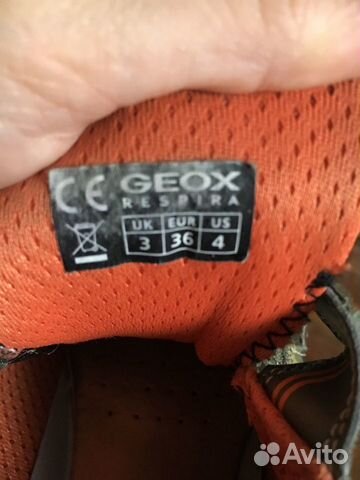 CE GEOX
RESPIRA
UK EUR US
3 36 4
Avito